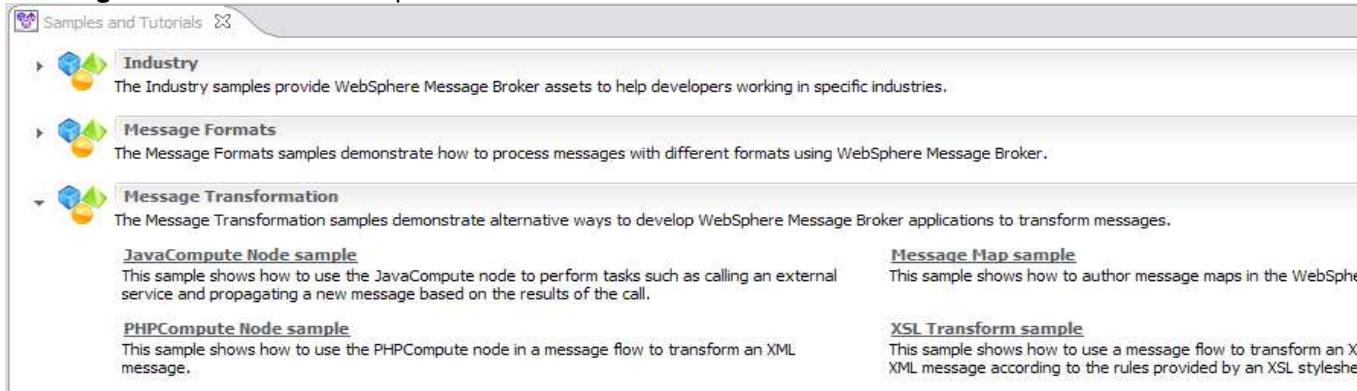 Samples and Tutorials
Industry
The Industry samples provide WebSphere Message Broker assets to help developers working in specific industries.
Message Formats
The Message Formats samples demonstrate how to process messages with different formats using WebSphere Message Broker.
Message Transformation
The Message Transformation samples demonstrate alternative ways to develop WebSphere Message Broker applications to transform messages.
JavaCompute Node sample
This sample shows how to use the JavaCompute node to perform tasks such as calling an external
service and propagating a new message based on the results of the call.
Message Map sample
This sample shows how to author message maps in the
PHPCompute Node sample
This sample shows how to use the PHPCompute node in a message flow to transform an XML
message.
XSL Transform sample
This sample shows how to use a message flow to transform an
XML message according to the rules provided by an XSL